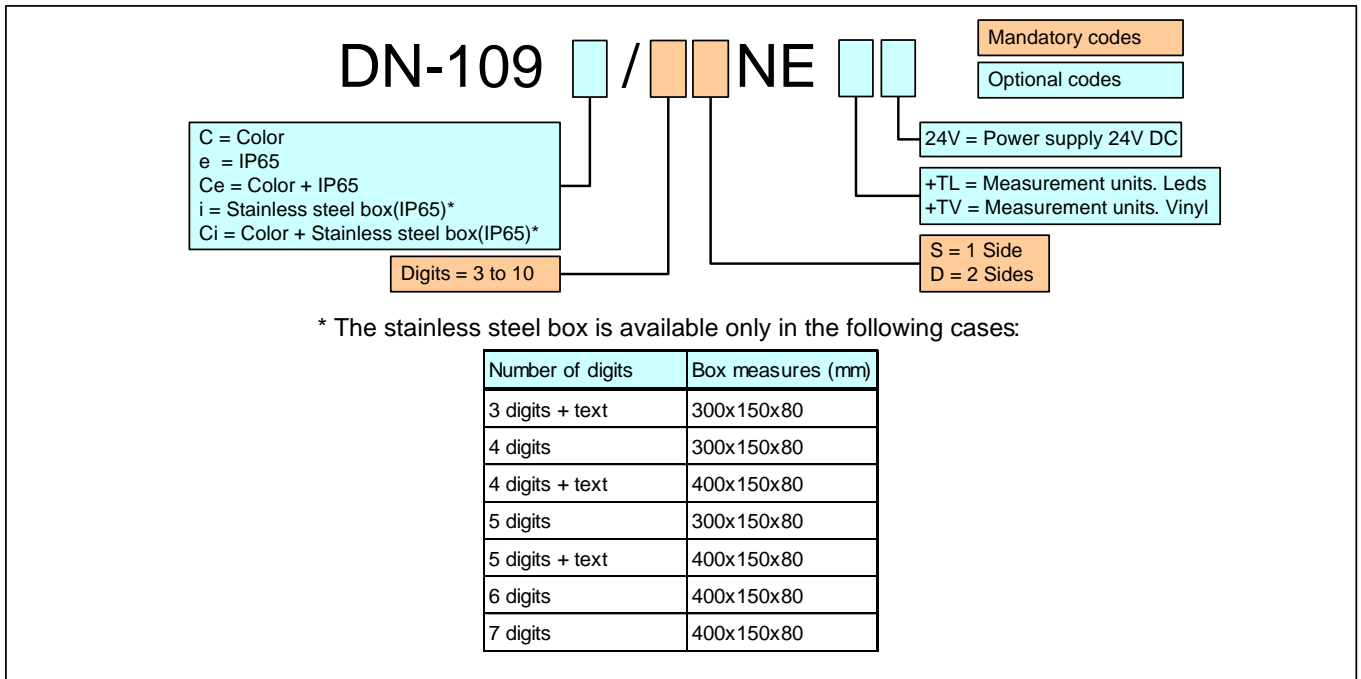 DN-109 / NE
Mandatory codes
Optional codes
C = Color
e = IP65
Ce = Color + IP65
i = Stainless steel box(IP65)*
Ci = Color + Stainless steel box(IP65)*
24V = Power supply 24V DC
+TL = Measurement units. Leds
+TV = Measurement units. Vinyl
Digits = 3 to 10
S = 1 Side
D = 2 Sides
* The stainless steel box is available only in the following cases:
Number of digits Box measures (mm)
3 digits + text 300x150x80
4 digits 300x150x80
4 digits + text 400x150x80
5 digits 300x150x80
5 digits + text 400x150x80
6 digits 400x150x80
7 digits 400x150x80